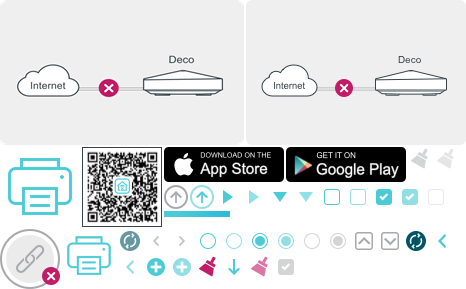 Deco
Internet
Deco
Internet
DOWNLOAD ON THE
App Store
GET IT ON
Google Play